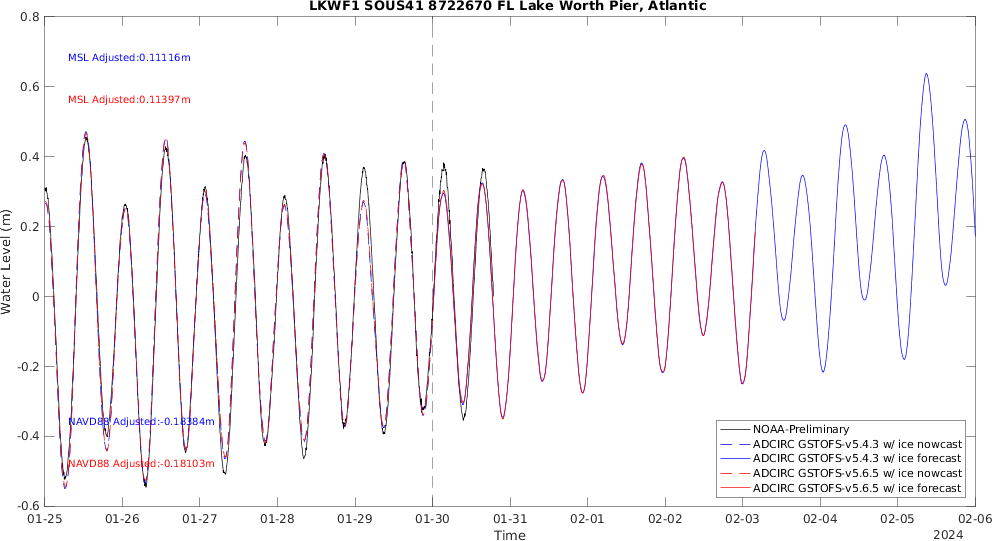 LKWF1 SOUS41 8722670 FL Lake Worth Pier, Atlantic
0.8
MSL Adjusted:0.11116m
0.6
MSL Adjusted:0.11397m
0.4
0.2
Water Level (m)
0
-0.2
NAVD88 Adjusted:-0.18384m
-0.4
NAVD88 Adjusted:-0.18103m
-0.6
NOAA-Preliminary
ADCIRC GSTOFS-v5.4.3 w/ ice nowcast
ADCIRC GSTOFS-v5.4.3 w/ ice forecast
ADCIRC GSTOFS-v5.6.5 w/ ice nowcast
ADCIRC GSTOFS-v5.6.5 w/ ice forecast
01-25 01-26 01-27 01-28 01-29 01-30 01-31 02-01 02-02 02-03 02-04 02-05 02-06
Time
2024